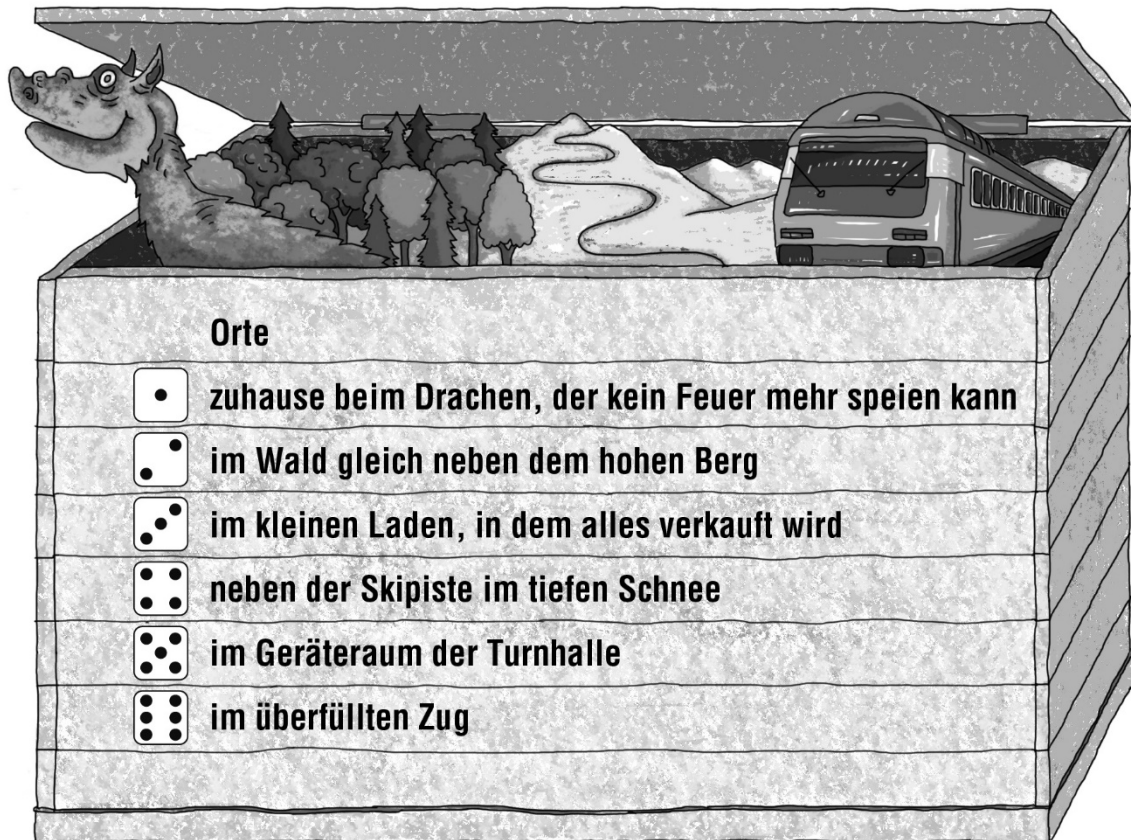 Orte
zuhause beim Drachen, der kein Feuer mehr speien kann
im Wald gleich neben dem hohen Berg
im kleinen Laden, in dem alles verkauft wird
neben der Skipiste im tiefen Schnee
im Geräteraum der Turnhalle
im überfüllten Zug